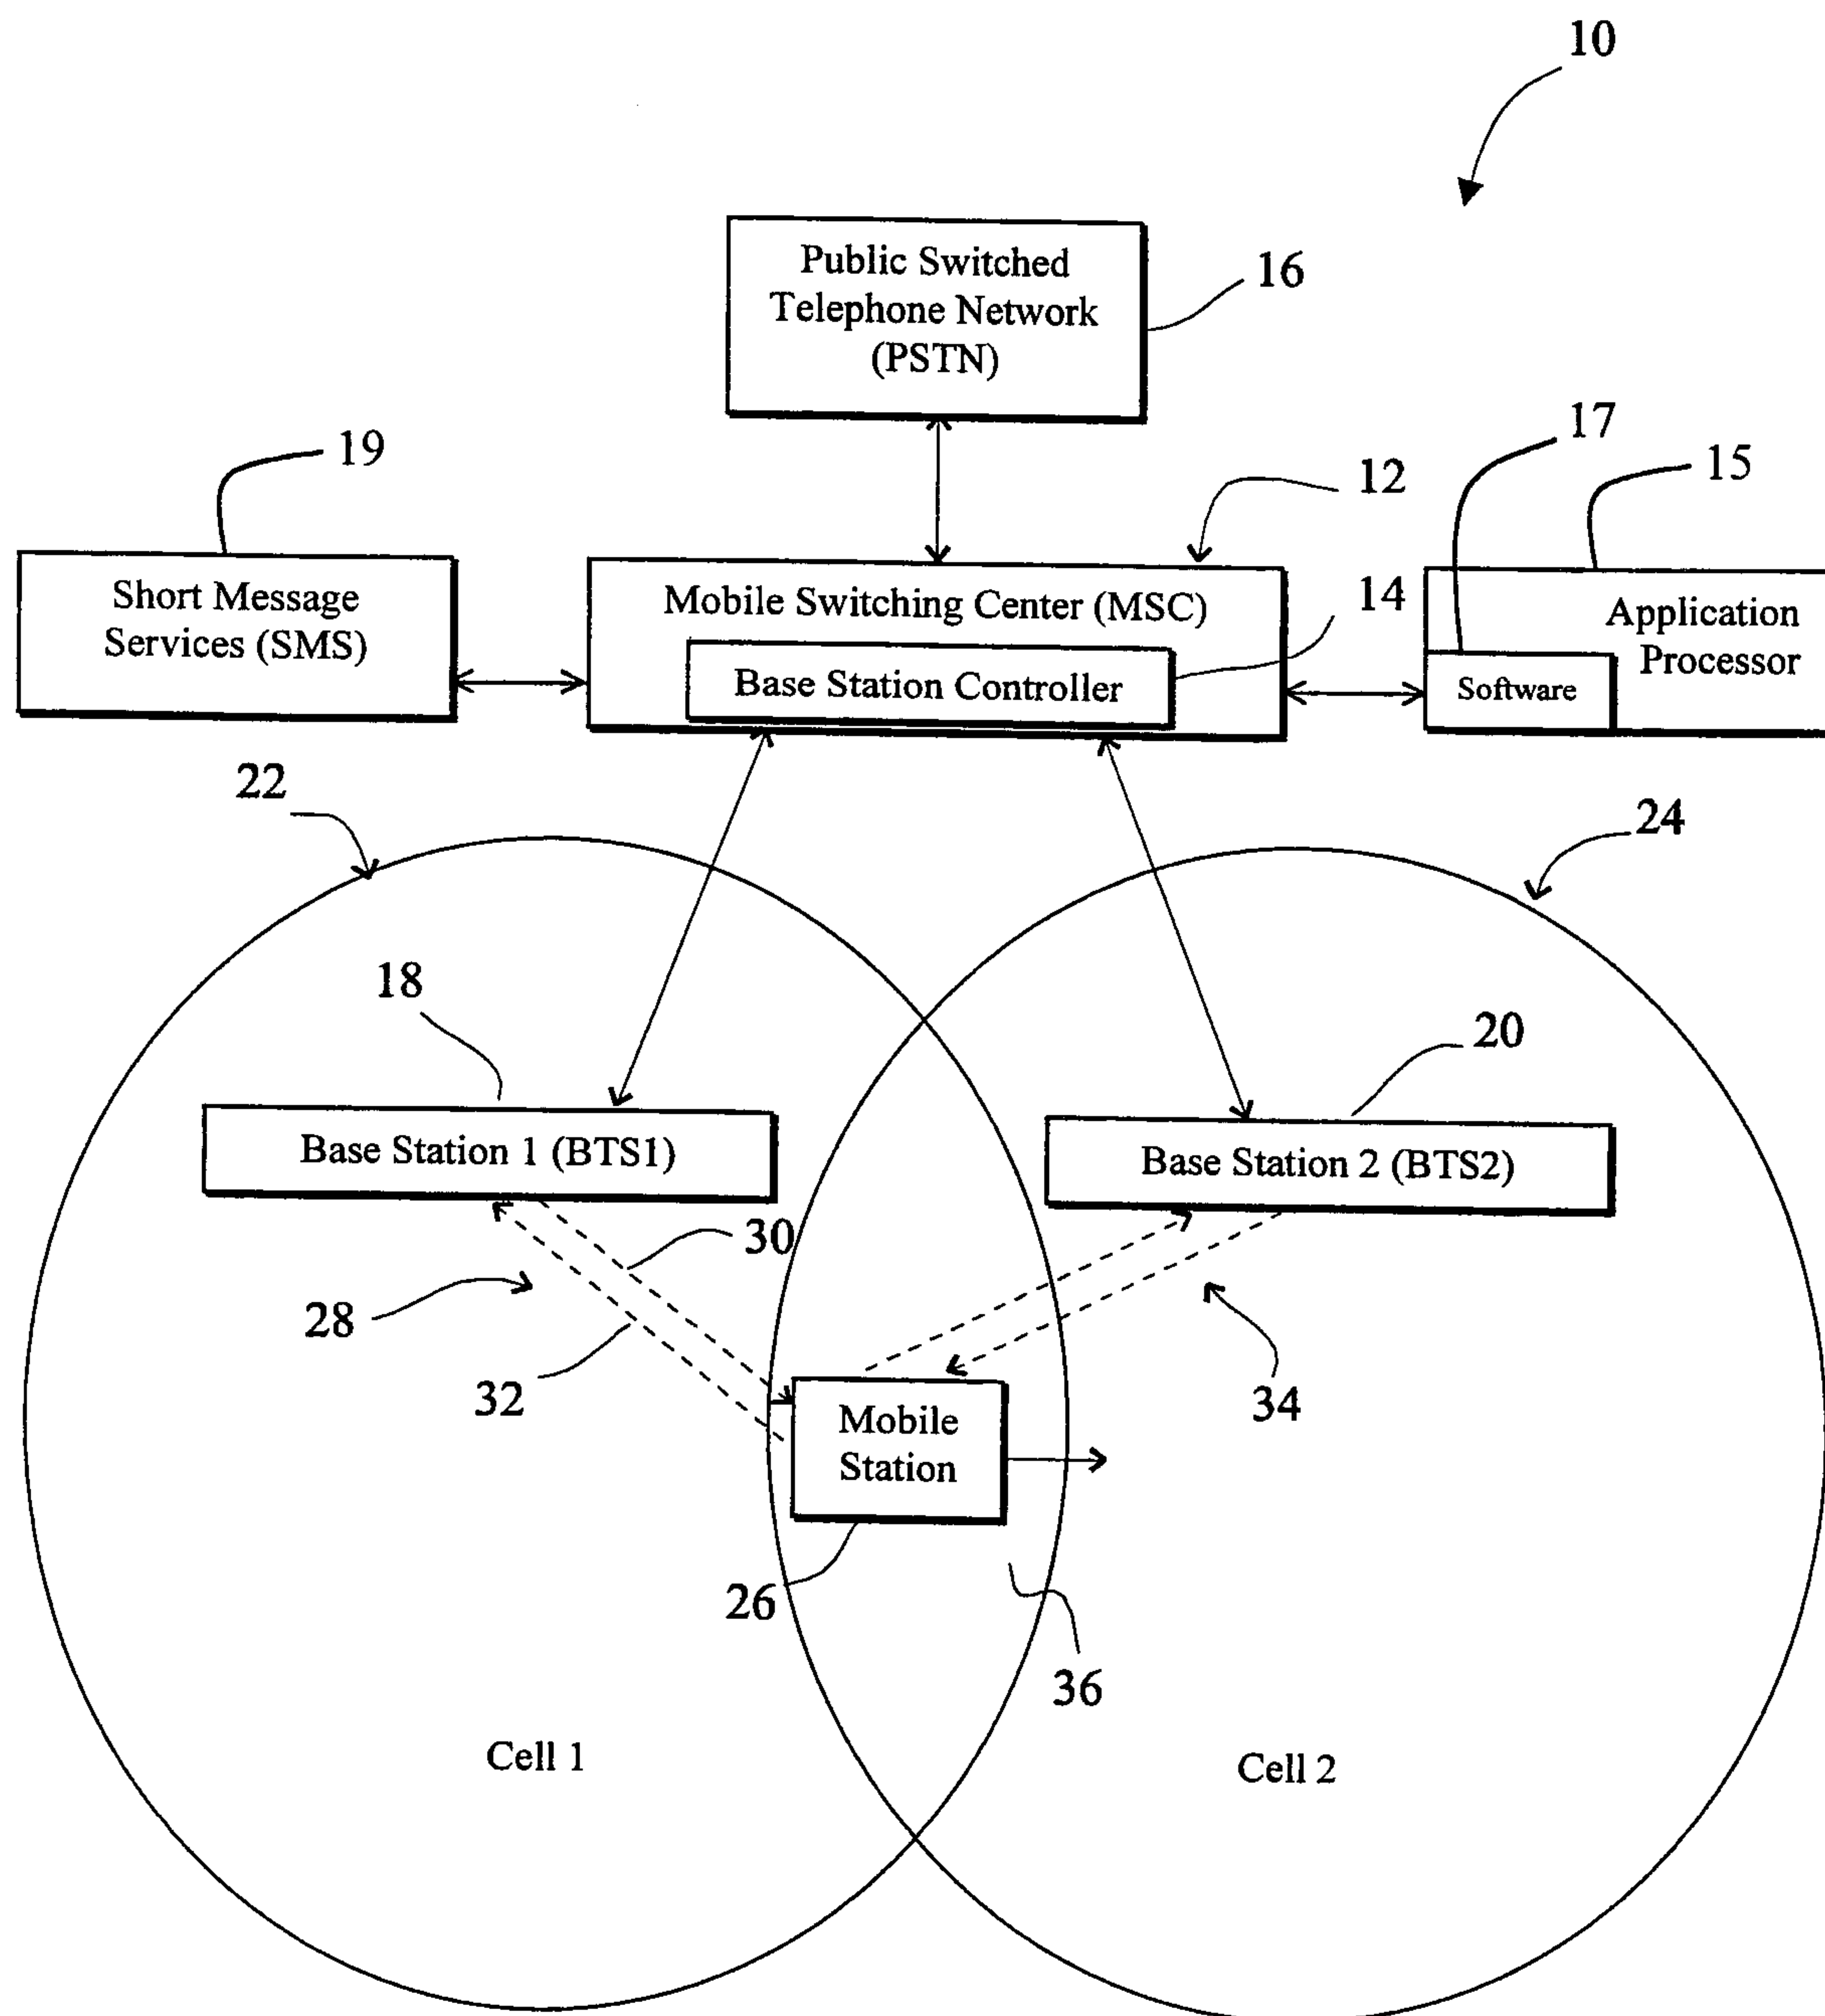 10
Public Switched
Telephone Network
(PSTN)
16
17
19
15
12
Short Message
Services (SMS)
Mobile Switching Center (MSC)
14
Base Station Controller
Application
Processor
Software
22
24
18
20
Base Station 1 (BTS1)
Base Station 2 (BTS2)
30
28
32
34
Mobile
Station
26
36
Cell 1
Cell 2